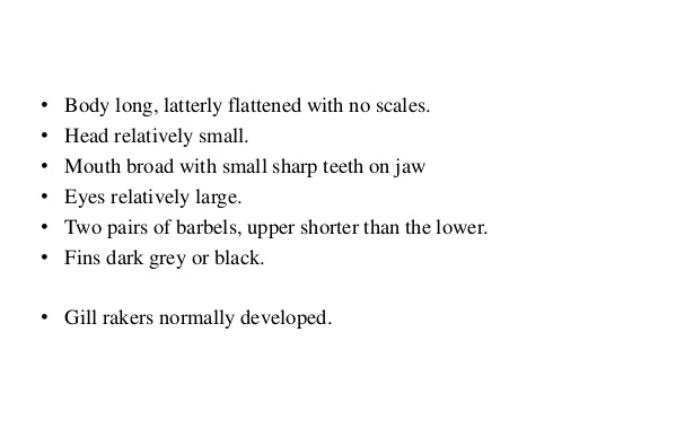 • Body long, latterly flattened with no scales.
• Head relatively small.
• Mouth broad with small sharp teeth on jaw
• Eyes relatively large.
• Two pairs of barbels, upper shorter than the lower.
• Fins dark grey or black.
• Gill rakers normally developed.